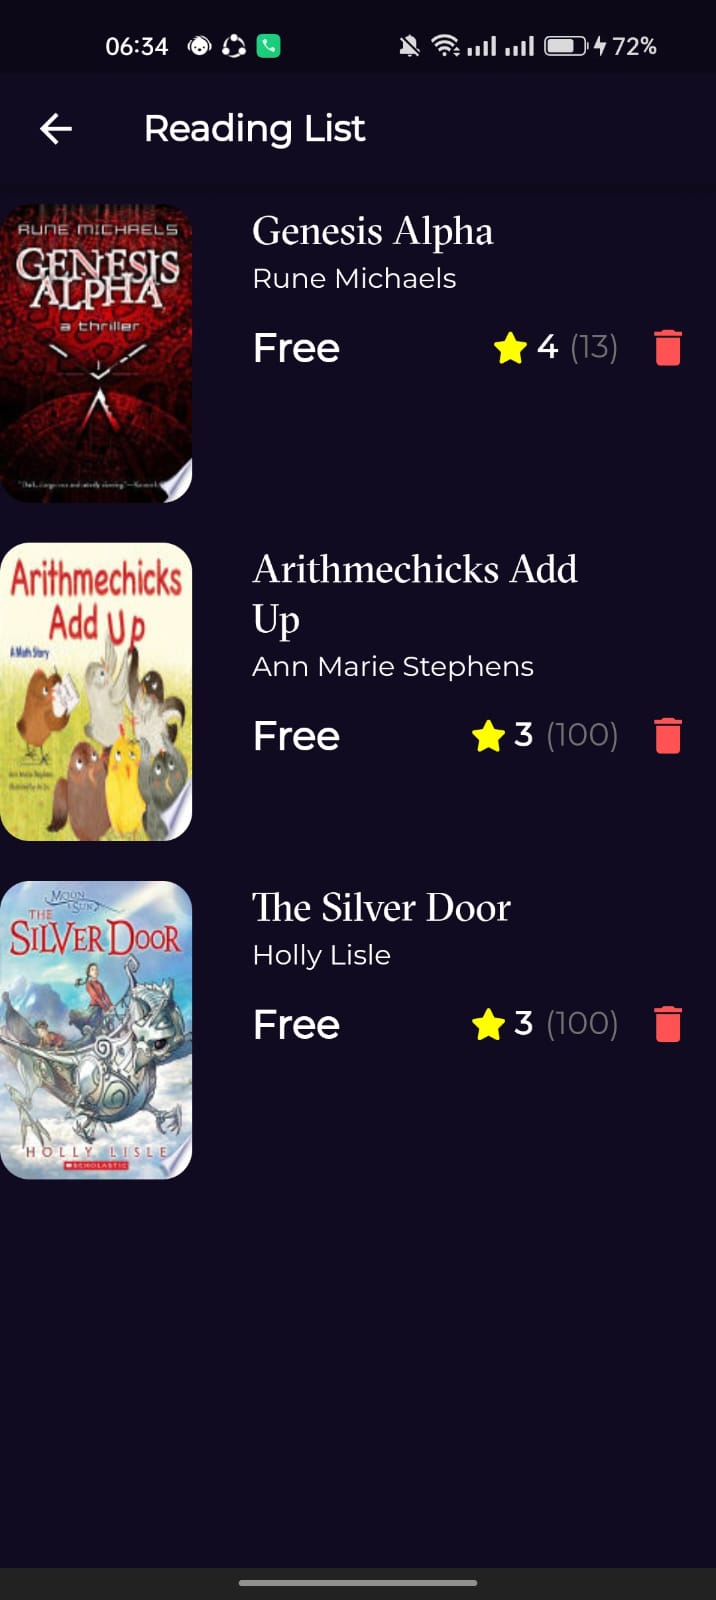 06:34
72%
Reading List
RUNE MICHAELS
GENESIS
ALPHA
a thriller
Genesis Alpha
Rune Michaels
Free
4 (13)
Arithmechicks
Add Up
A Math Story
Arithmechicks Add
Up
Ann Marie Stephens
Free
3 (100)
MOON
& SUN
THE
SILVER DOOR
HOLLY LISLE
SCHOLASTIC
The Silver Door
Holly Lisle
Free
3 (100)